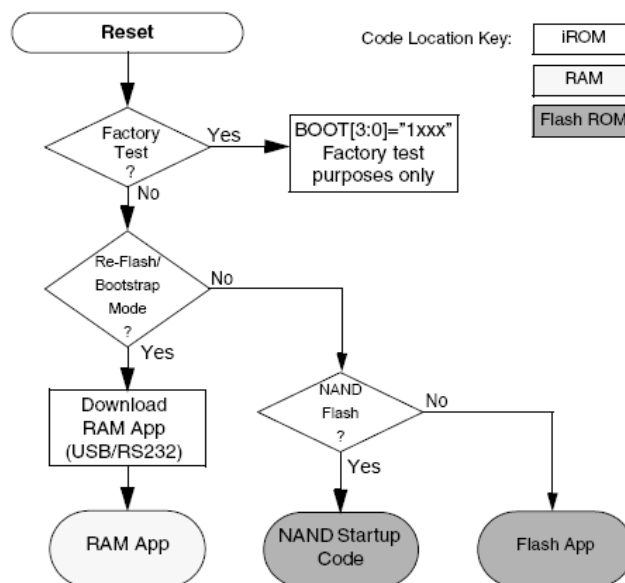 Reset
Code Location Key:
iROM
RAM
Flash ROM
Factory
Test
?
Yes
No
BOOT[3:0]="1xxx"
Factory test
purposes only
Re-Flash/
Bootstrap
Mode
?
No
Yes
Download
RAM App
(USB/RS232)
NAND
Flash
?
No
Yes
RAM App
NAND Startup
Code
Flash App